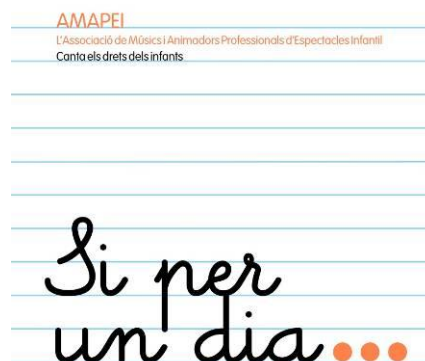 AMAPEI
L'Associació de Músics i Animadors Professionals d'Espectacles Infantil
Canta els drets dels infants
Si per
un dia...